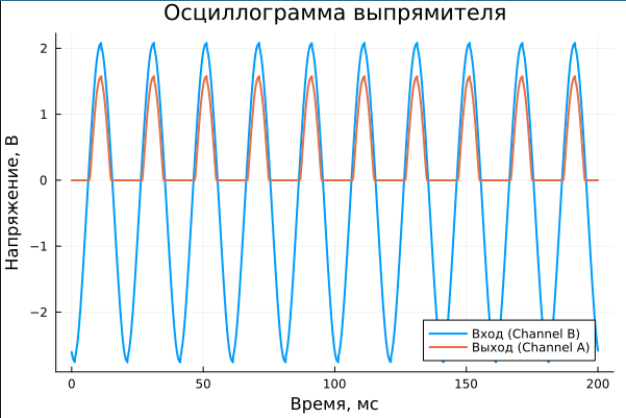 Осциллограмма выпрямителя
Напряжение, В
2
1
0
−1
−2
Вход (Channel B)
Выход (Channel A)
0
50
100
150
200
Время, мс